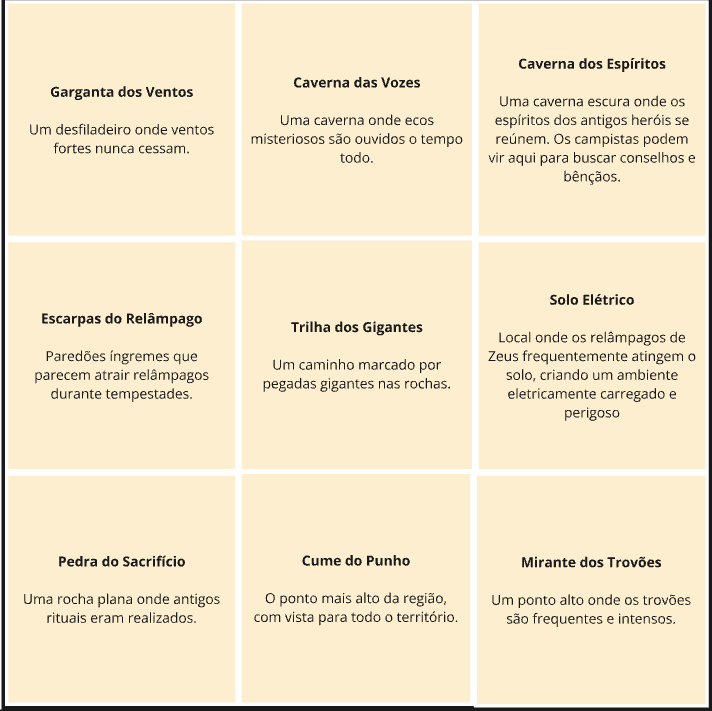 Garganta dos Ventos
Um desfiladeiro onde ventos
fortes nunca cessam.
Caverna das Vozes
Uma caverna onde ecos
misteriosos são ouvidos o tempo
todo.
Caverna dos Espíritos
Uma caverna escura onde os
espíritos dos antigos heróis se
reúnem. Os campistas podem
vir aqui para buscar conselhos e
bênçãos.
Escarpas do Relâmpago
Paredões íngremes que
parecem atrair relâmpagos
durante tempestades.
Trilha dos Gigantes
Um caminho marcado por
pegadas gigantes nas rochas.
Solo Elétrico
Local onde os relâmpagos de
Zeus frequentemente atingem o
solo, criando um ambiente
eletricamente carregado e
perigoso
Pedra do Sacrifício
Uma rocha plana onde antigos
rituais eram realizados.
Cume do Punho
O ponto mais alto da região,
com vista para todo o território.
Mirante dos Trovões
Um ponto alto onde os trovões
são frequentes e intensos.